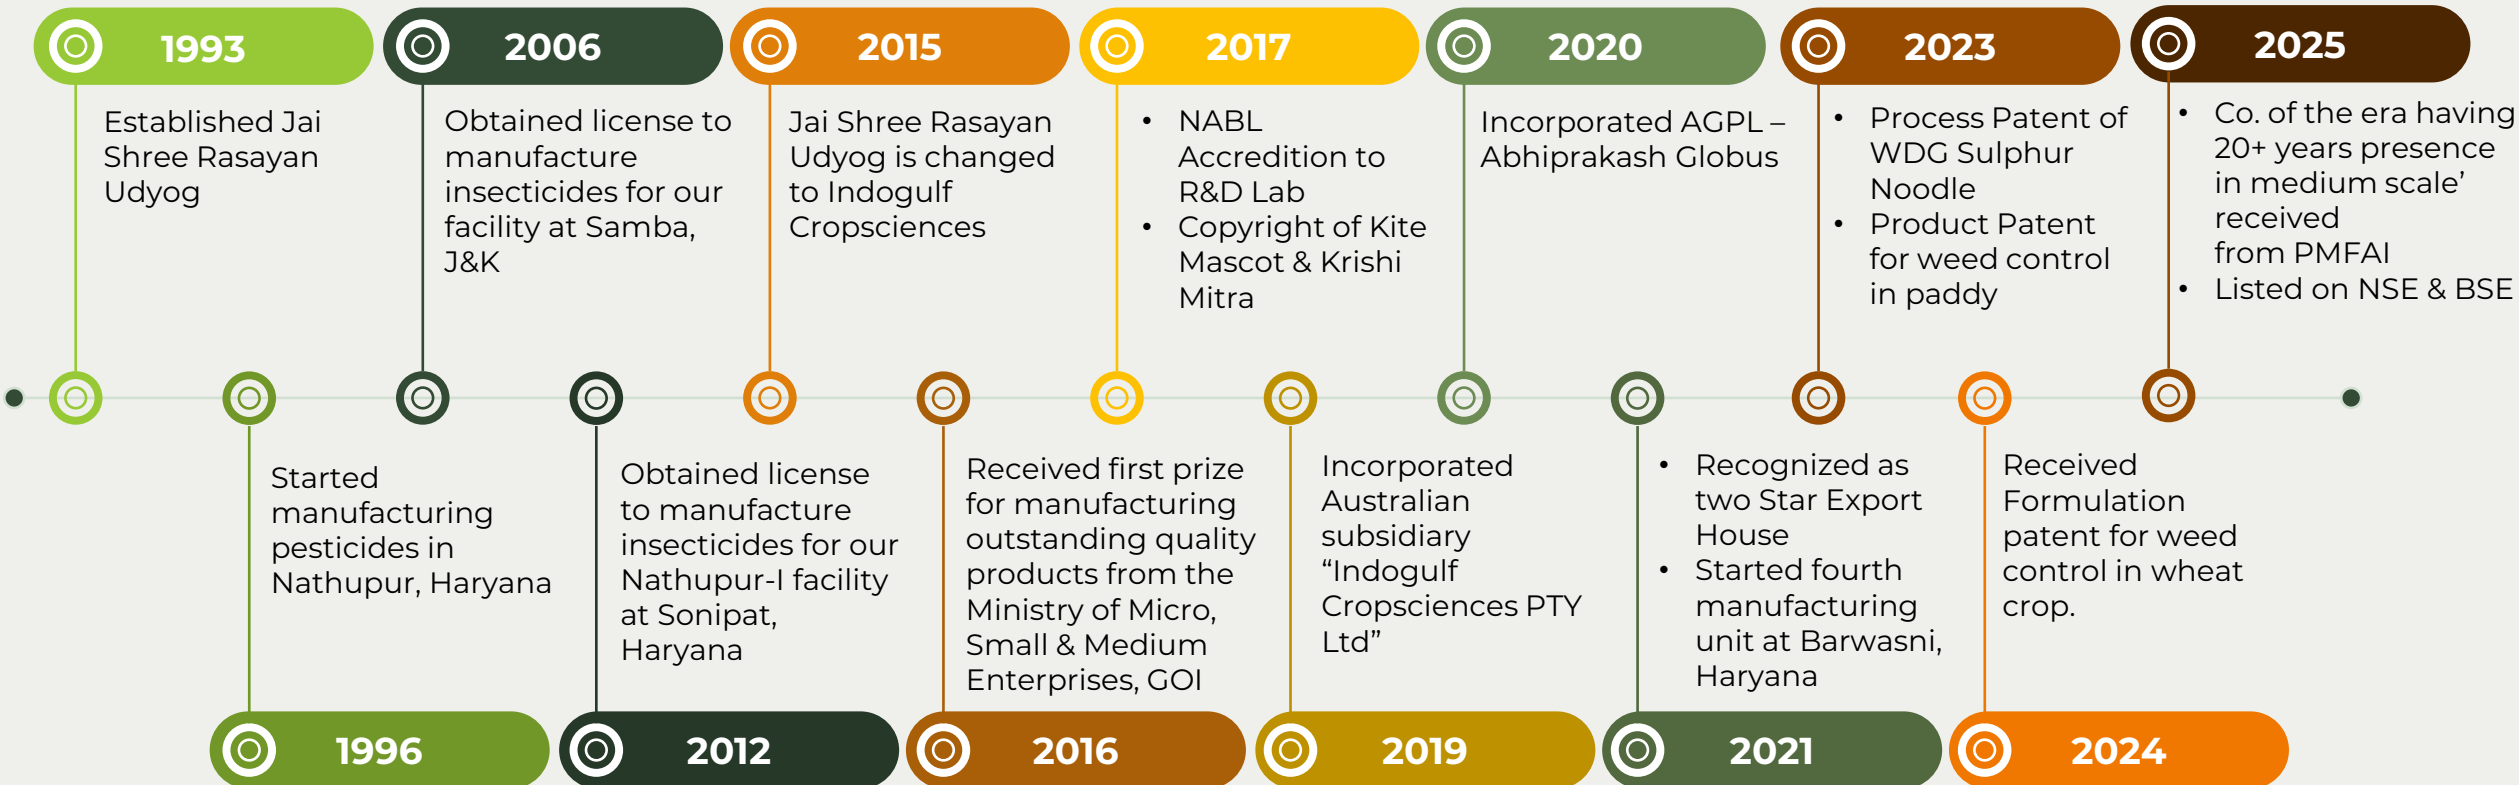 1993
Established Jai
Shree Rasayan
Udyog
1996
Started
manufacturing
pesticides in
Nathupur, Haryana
2006
Obtained license to
manufacture
insecticides for our
facility at Samba,
J&K
2012
Obtained license
to manufacture
insecticides for our
Nathupur-I facility
at Sonipat,
Haryana
2015
Jai Shree Rasayan
Udyog is changed
to Indogulf
Cropsciences
2016
Received first prize
for manufacturing
outstanding quality
products from the
Ministry of Micro,
Small & Medium
Enterprises, GOI
2017
• NABL
Accredition to
R&D Lab
• Copyright of Kite
Mascot & Krishi
Mitra
2019
Incorporated
Australian
subsidiary
“Indogulf
Cropsciences PTY
Ltd”
2020
Incorporated AGPL –
Abhiprakash Globus
2021
• Recognized as
two Star Export
House
• Started fourth
manufacturing
unit at Barwasni,
Haryana
2023
• Process Patent of
WDG Sulphur
Noodle
• Product Patent
for weed control
in paddy
2024
Received
Formulation
patent for weed
control in wheat
crop.
2025
• Co. of the era having
20+ years presence
in medium scale’
received
from PMFAI
• Listed on NSE & BSE